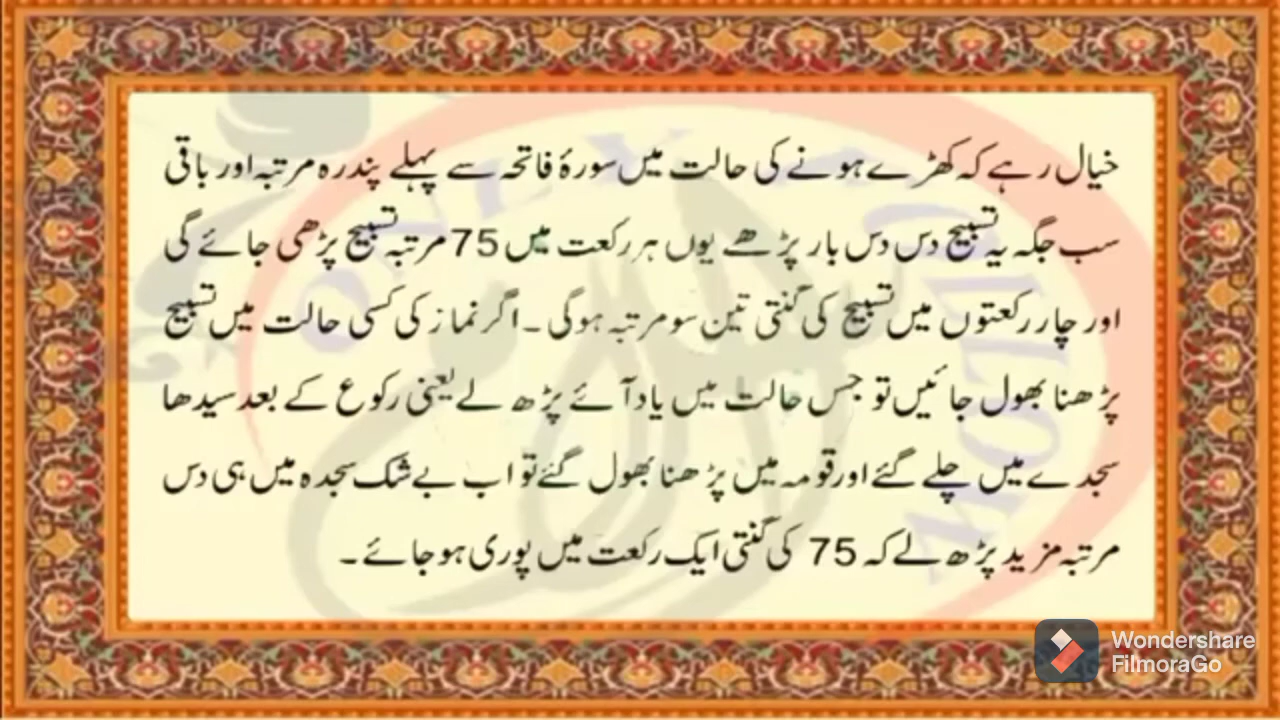 خیال رہے کہ کھڑے ہونے کی حالت میں سورۂ فاتحہ سے پہلے پندرہ مرتبہ اور باقی
سب جگہ یہ تسبیح دس دس بار پڑھے یوں ہر رکعت میں 75 مرتبہ تسبیح پڑھی جائے گی
اور چار رکعتوں میں تسبیح کی گنتی تین سو مرتبہ ہوگی۔ اگر نماز کی کسی حالت میں تسبیح
پڑھنا بھول جائیں تو جس حالت میں یاد آئے پڑھ لے یعنی رکوع کے بعد سیدھا
سجدے میں چلے گئے اور قومہ میں پڑھنا بھول گئے تو اب بے شک سجدہ میں ہی دس
مرتبہ مزید پڑھ لے کہ 75 کی گنتی ایک رکعت میں پوری ہو جائے۔
Wondershare
FilmoraGo